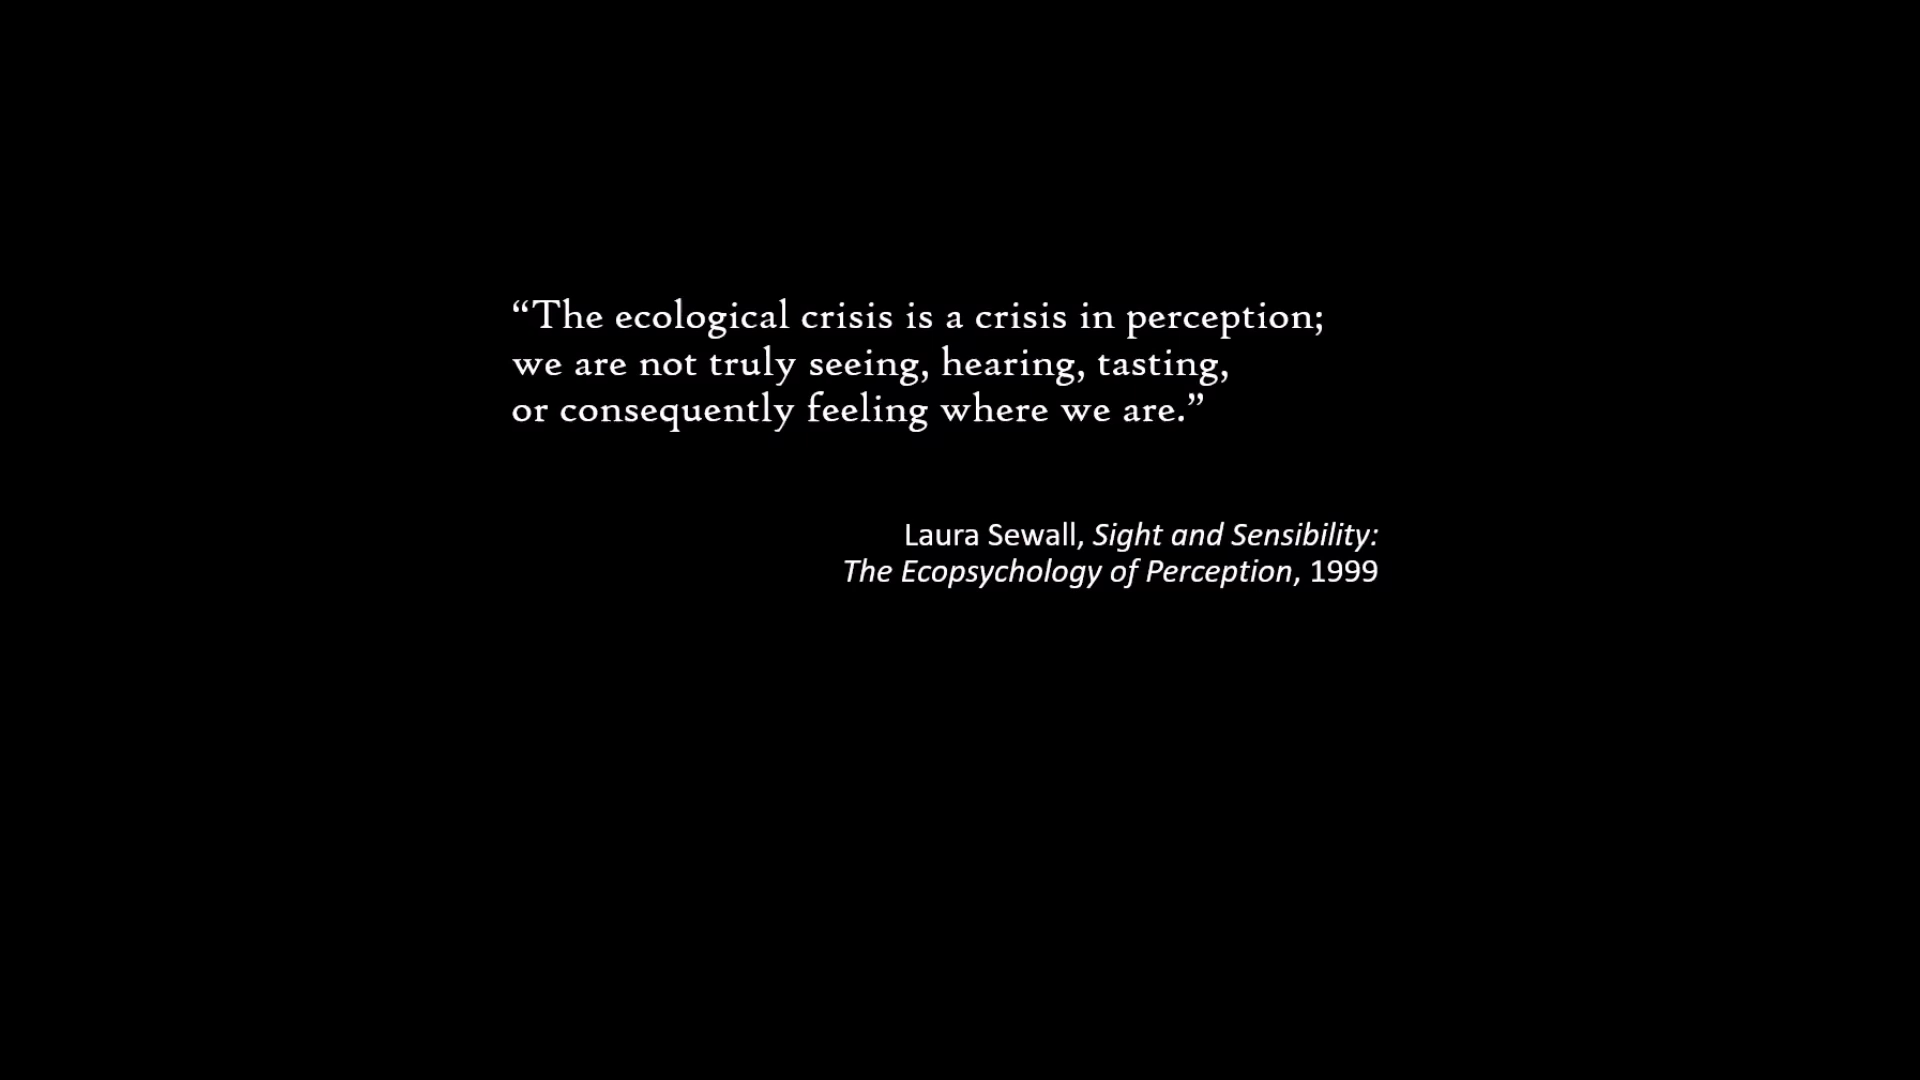 “The ecological crisis is a crisis in perception;
we are not truly seeing, hearing, tasting,
or consequently feeling where we are.”
Laura Sewall, Sight and Sensibility:
The Ecopsychology of Perception, 1999